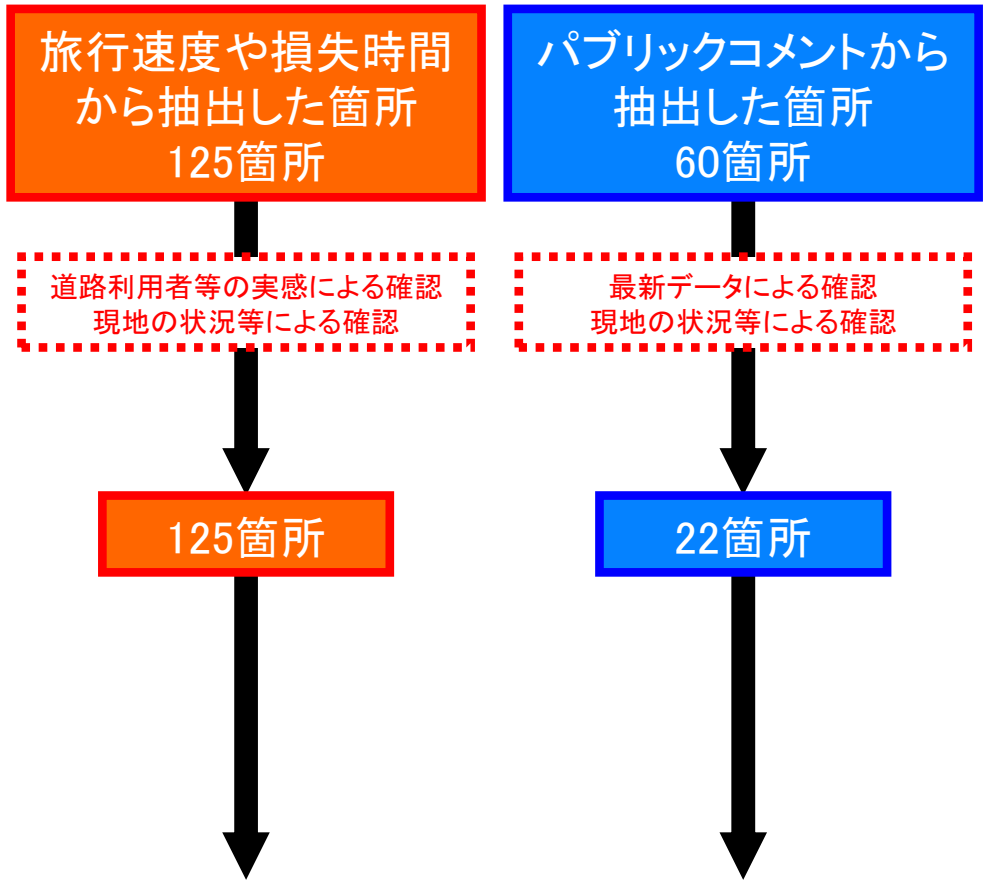 旅行速度や損失時間
から抽出した箇所
125箇所
パブリックコメントから
抽出した箇所
60箇所
道路利用者等の実感による確認
現地の状況等による確認
最新データによる確認
現地の状況等による確認
125箇所
22箇所